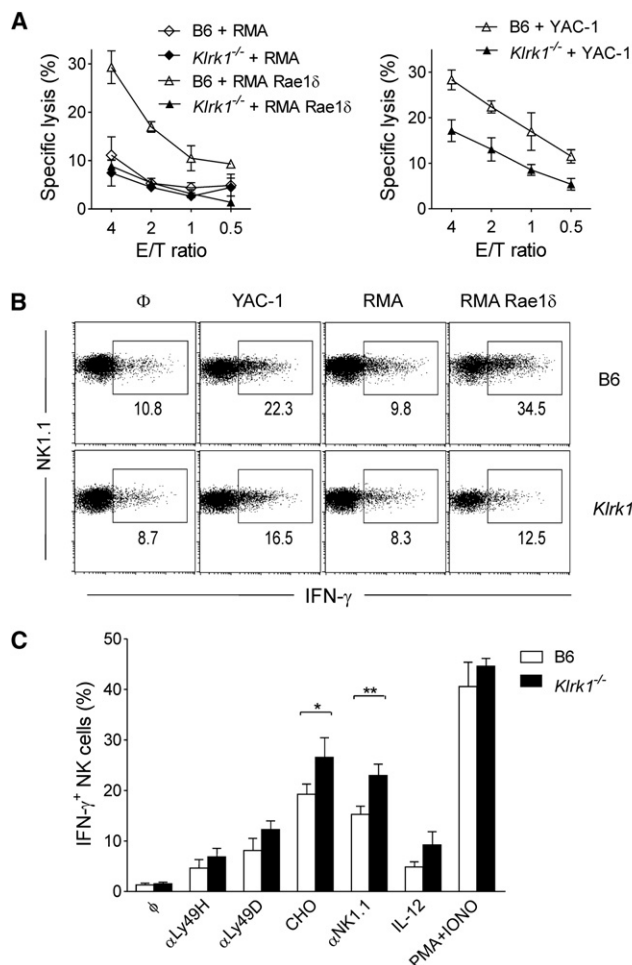 A
B6 + RMA
Klrk1-/- + RMA
B6 + RMA Rae1δ
Klrk1-/- + RMA Rae1δ
Specific lysis (%)
30
20
10
0
4 2 1 0.5
E/T ratio
B6 + YAC-1
Klrk1-/- + YAC-1
Specific lysis (%)
30
20
10
0
4 2 1 0.5
E/T ratio
B
Φ YAC-1 RMA RMA Rae1δ
10.8 22.3 9.8 34.5
B6
NK1.1
8.7 16.5 8.3 12.5
Klrk1
IFN-γ
C
B6
Klrk1-/-
IFN-γ+ NK cells (%)
50
40
30
20
10
0
* **
ϕ αLy49H αLy49D CHO αNK1.1 IL-12 PMA+IONO